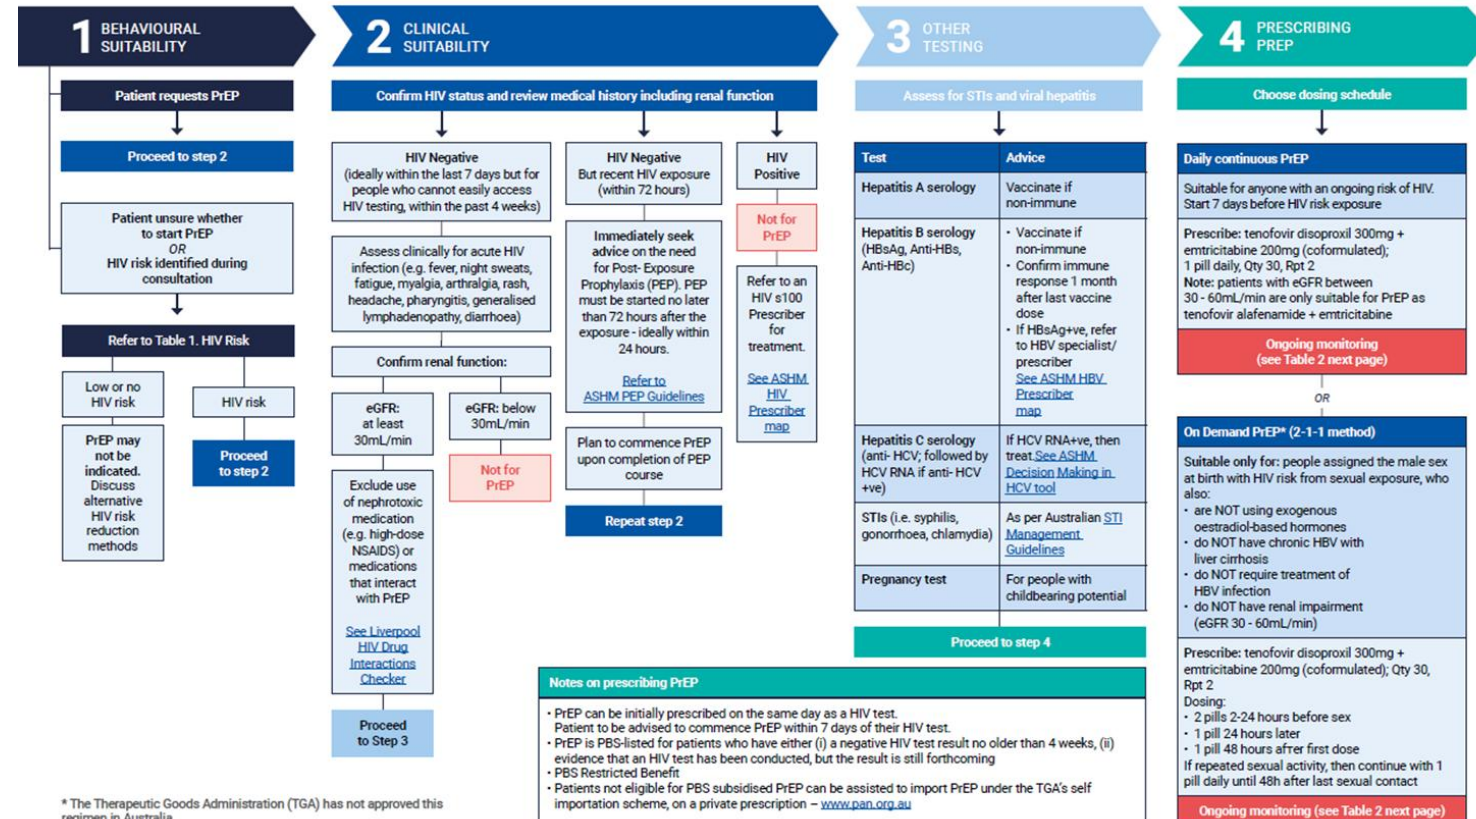 1 BEHAVIOURAL
SUITABILITY
Patient requests PrEP
Proceed to step 2
Patient unsure whether
to start PrEP
OR
HIV risk identified during
consultation
Refer to Table 1. HIV Risk
Low or no
HIV risk
PrEP may
not be
indicated.
Discuss
alternative
HIV risk
reduction
methods
HIV risk
Proceed
to step 2
2 CLINICAL
SUITABILITY
Confirm HIV status and review medical history including renal function
HIV Negative
(ideally within the last 7 days but for
people who cannot easily access
HIV testing, within the past 4 weeks)
Assess clinically for acute HIV
infection (e.g. fever, night sweats,
fatigue, myalgia, arthralgia, rash,
headache, pharyngitis, generalised
lymphadenopathy, diarrhoea)
Confirm renal function:
eGFR:
at least
30mL/min
Exclude use
of nephrotoxic
medication
(e.g. high-dose
NSAIDS) or
medications
that interact
with PrEP
See Liverpool
HIV Drug
Interactions
Checker
Proceed
to Step 3
eGFR: below
30mL/min
Not for
PrEP
HIV Negative
But recent HIV exposure
(within 72 hours)
Immediately seek
advice on the need
for Post- Exposure
Prophylaxis (PEP). PEP
must be started no later
than 72 hours after the
exposure - ideally within
24 hours.
Refer to
ASHM PEP Guidelines
Plan to commence PrEP
upon completion of PEP
course
Repeat step 2
HIV
Positive
Not for
PrEP
Refer to an
HIV s100
Prescriber
for
treatment.
See ASHM
HIV
Prescriber
map
3 OTHER
TESTING
Assess for STIs and viral hepatitis
Test Advice
Hepatitis A serology
Vaccinate if
non-immune
Hepatitis B serology
(HBsAg, Anti-HBs,
Anti-HBc)
• Vaccinate if
non-immune
• Confirm immune
response 1 month
after last vaccine
dose
• If HBsAg+ve, refer
to HBV specialist/
prescriber
See ASHM HBV
Prescriber
map
Hepatitis C serology
(anti- HCV; followed by
HCV RNA if anti- HCV
+ve)
If HCV RNA+ve, then
treat.See ASHM
Decision Making in
HCV tool
STIs (i.e. syphilis,
gonorrhoea, chlamydia)
As per Australian STI
Management
Guidelines
Pregnancy test
For people with
childbearing potential
Proceed to step 4
Notes on prescribing PrEP
• PrEP can be initially prescribed on the same day as a HIV test.
Patient to be advised to commence PrEP within 7 days of their HIV test.
• PrEP is PBS-listed for patients who have either (i) a negative HIV test result no older than 4 weeks, (ii)
evidence that an HIV test has been conducted, but the result is still forthcoming
• PBS Restricted Benefit
• Patients not eligible for PBS subsidised PrEP can be assisted to import PrEP under the TGA's self
importation scheme, on a private prescription – www.pan.org.au
4 PRESCRIBING
PREP
Choose dosing schedule
Daily continuous PrEP
Suitable for anyone with an ongoing risk of HIV.
Start 7 days before HIV risk exposure
Prescribe: tenofovir disoproxil 300mg +
emtricitabine 200mg (coformulated);
1 pill daily, Qty 30, Rpt 2
Note: patients with eGFR between
30 - 60mL/min are only suitable for PrEP as
tenofovir alafenamide + emtricitabine
Ongoing monitoring
(see Table 2 next page)
OR
On Demand PrEP* (2-1-1 method)
Suitable only for: people assigned the male sex
at birth with HIV risk from sexual exposure, who
also:
• are NOT using exogenous
oestradiol-based hormones
• do NOT have chronic HBV with
liver cirrhosis
• do NOT require treatment of
HBV infection
• do NOT have renal impairment
(eGFR 30 - 60mL/min)
Prescribe: tenofovir disoproxil 300mg +
emtricitabine 200mg (coformulated); Qty 30,
Rpt 2
Dosing:
• 2 pills 2-24 hours before sex
• 1 pill 24 hours later
• 1 pill 48 hours after first dose
If repeated sexual activity, then continue with 1
pill daily until 48h after last sexual contact
Ongoing monitoring (see Table 2 next page)
* The Therapeutic Goods Administration (TGA) has not approved this
regimen in Australia